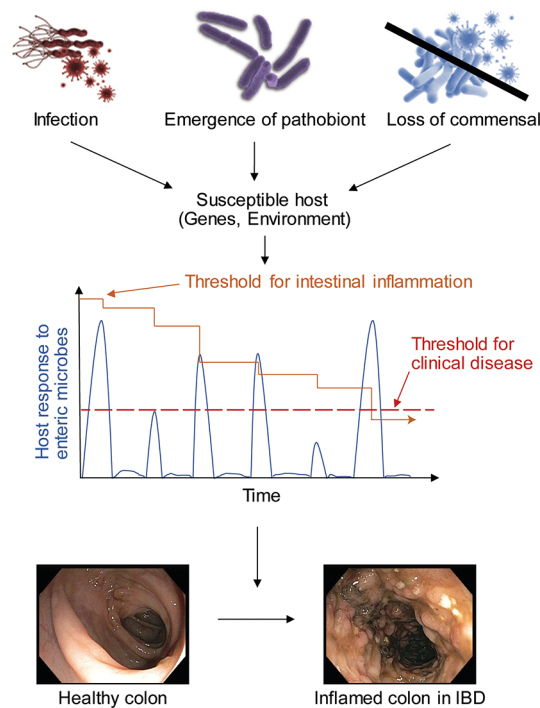 Infection
Emergence of pathobiont
Loss of commensal
Susceptible host
(Genes, Environment)
Threshold for intestinal inflammation
Threshold for
clinical disease
Host response to
enteric microbes
Time
Healthy colon
Inflamed colon in IBD